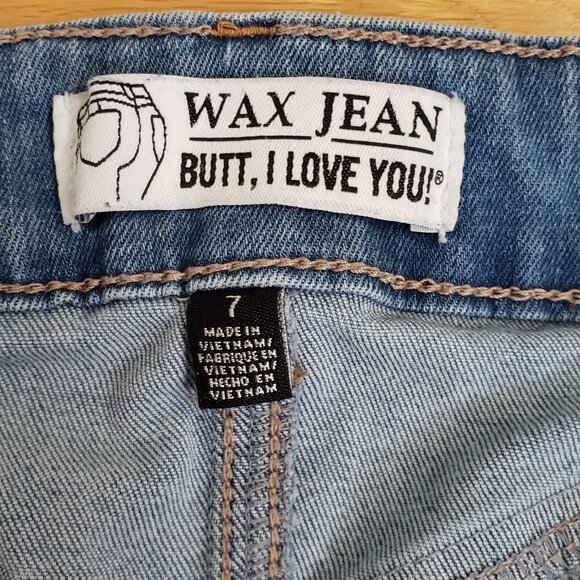 WAX JEAN
BUTT, I LOVE YOU!®
7
MADE IN
VIETNAM/
FABRIQUE EN
VIETNAM/
HECHO EN
VIETNAM